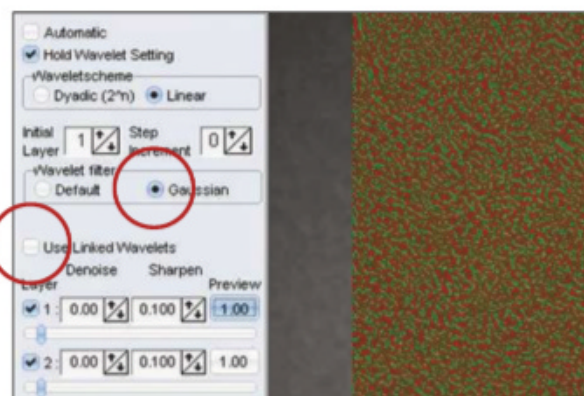 Automatic
Hold Wavelet Setting
Waveletscheme
Dyadic (2^n) Linear
Initial Layer 1 Step Increment 0
Wavelet filter
Default Gaussian
Use Linked Wavelets
Denoise Sharpen
Layer Preview
1 : 0.00 0.100 1.00
2 : 0.00 0.100 1.00